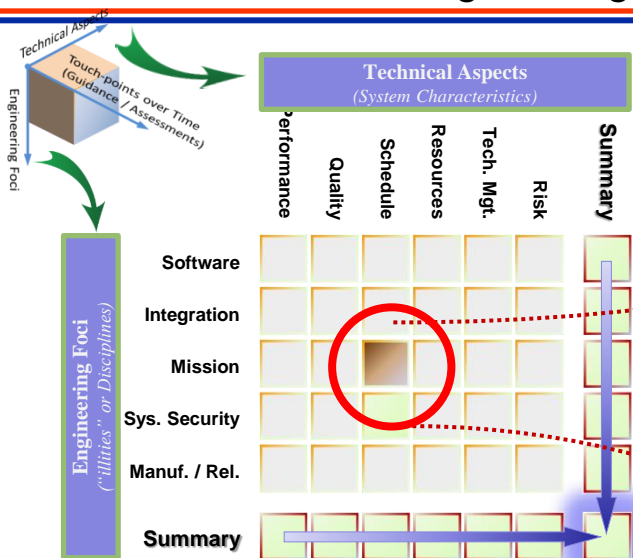 Technical Aspects
Touch-points over Time
(Guidance / Assessments)
Engineering Foci
Technical Aspects
(System Characteristics)
Performance
Quality
Schedule
Resources
Tech. Mgt.
Risk
Summary
Engineering Foci
("illities" or Disciplines)
Software
Integration
Mission
Sys. Security
Manuf. / Rel.
Summary